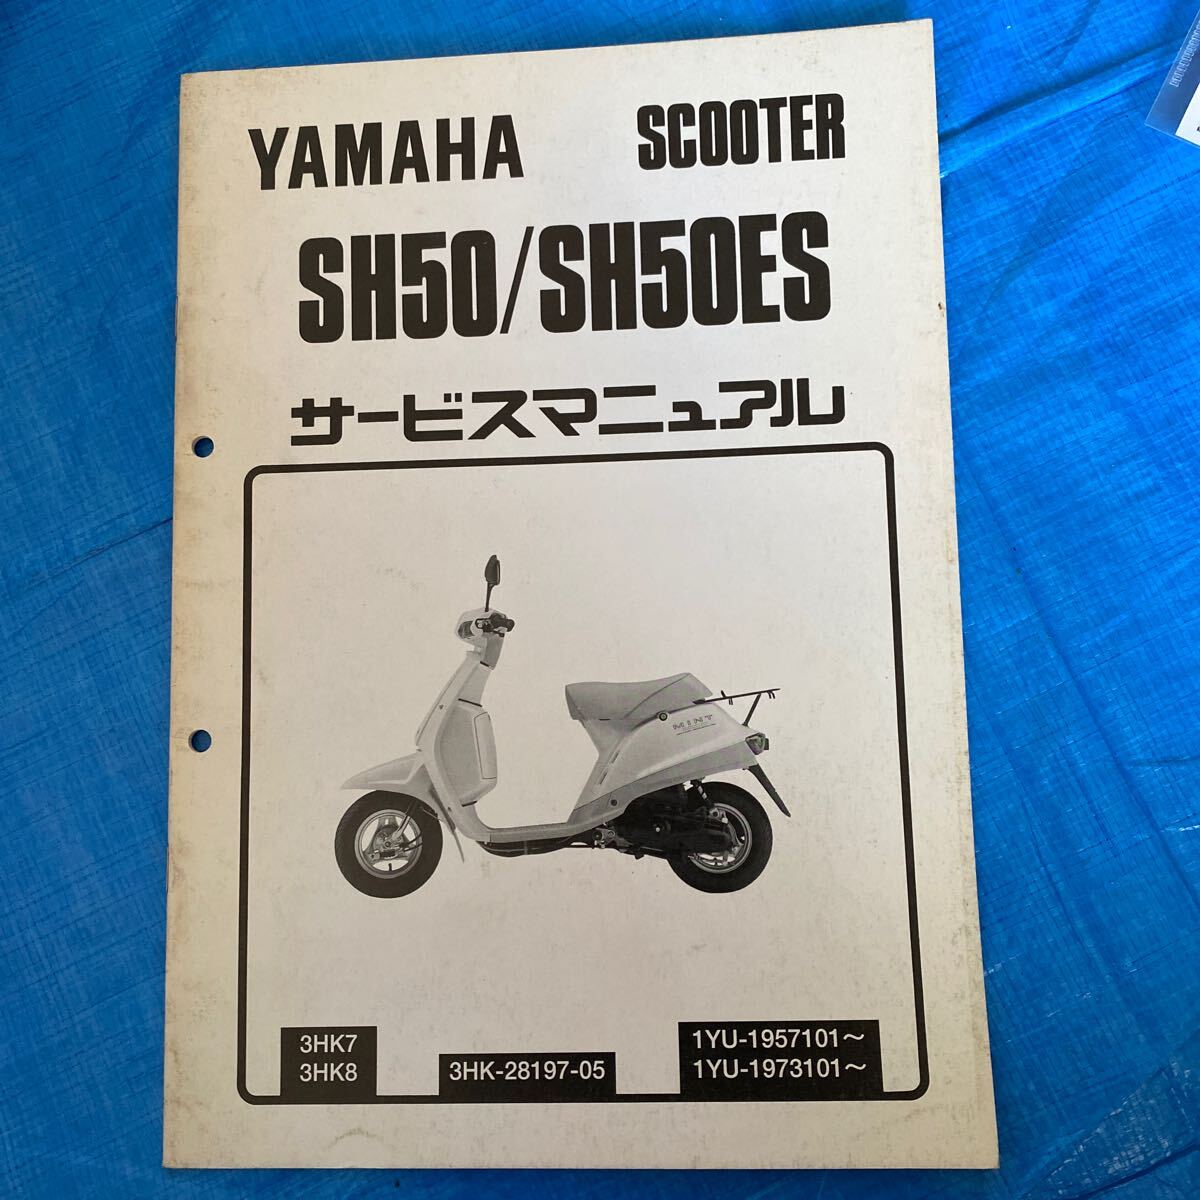 YAMAHA SCOOTER
SH50/SH50ES
サービスマニュアル
MINT
3HK7
3HK8
3HK-28197-05
1YU-1957101～
1YU-1973101～